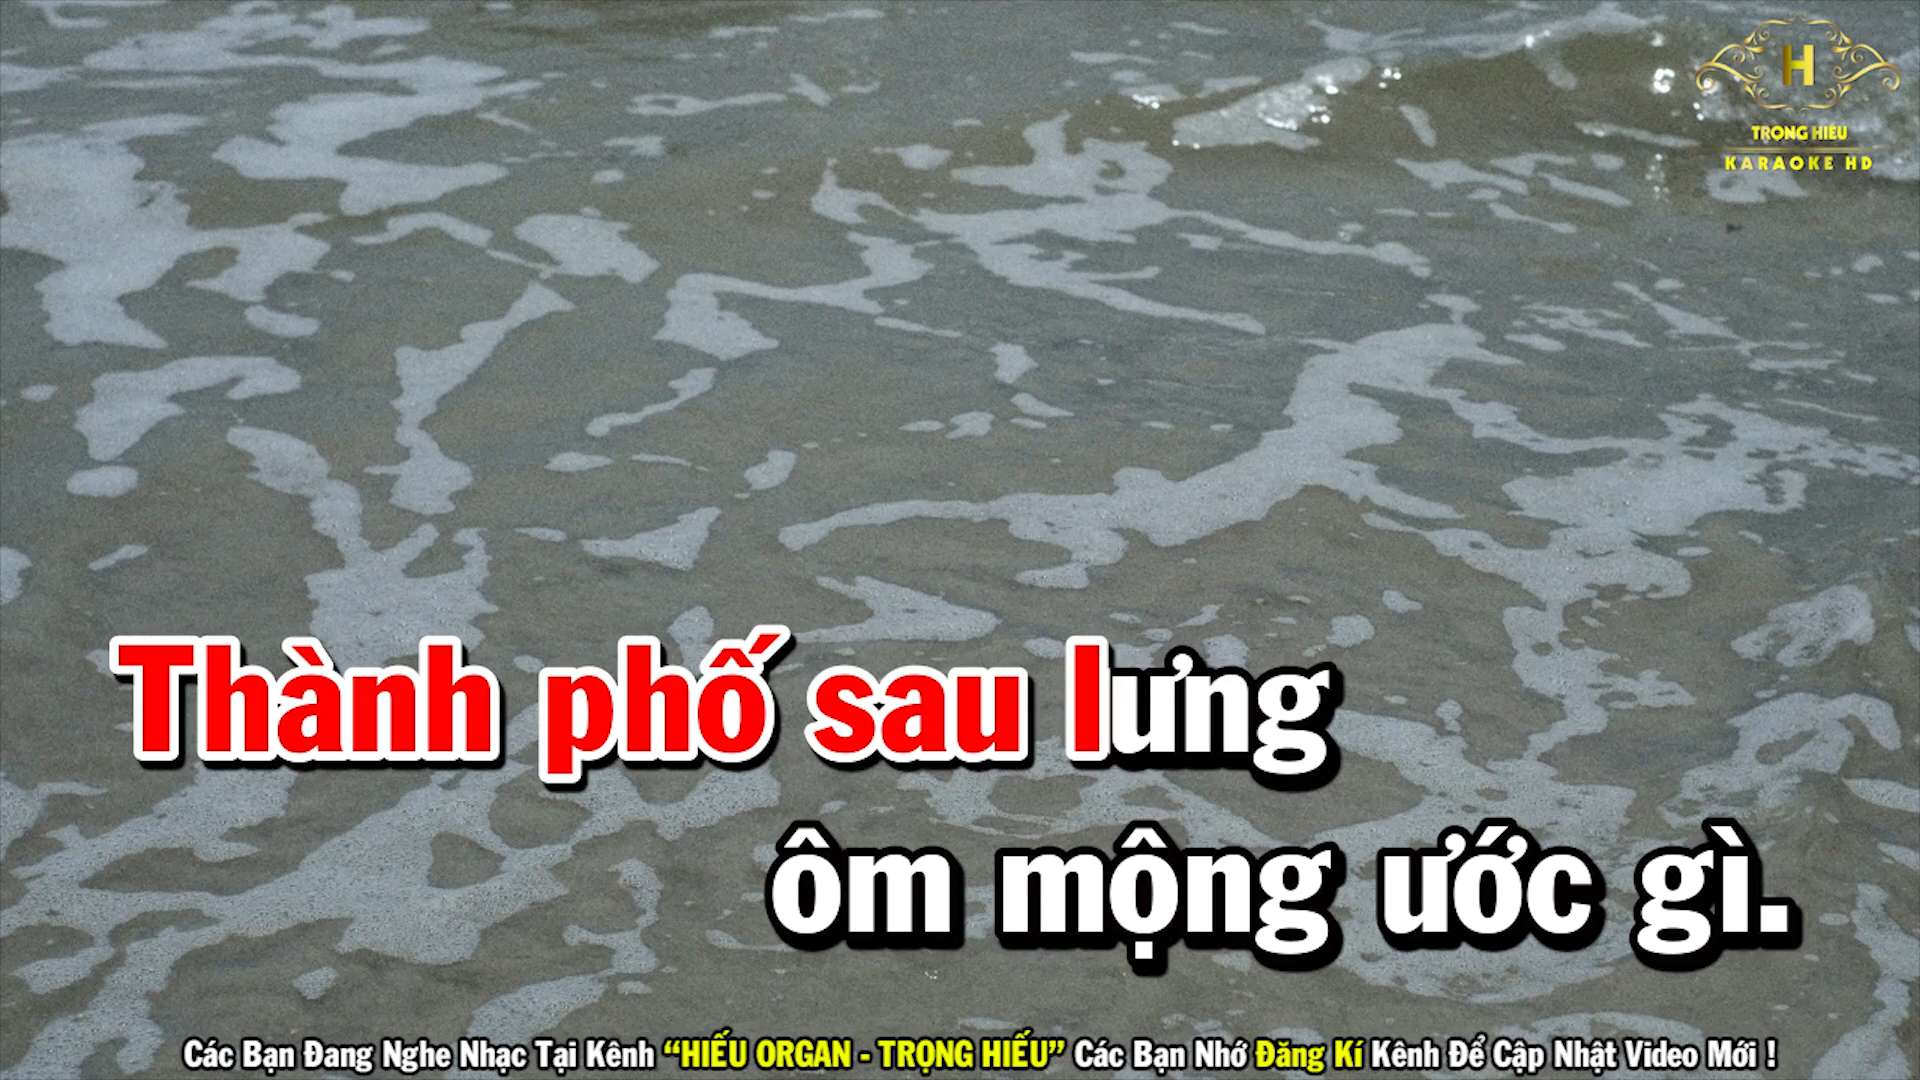 H
TRỌNG HIẾU
KARAOKE HD
Thành phố sau lưng
ôm mộng ước gì.
Các Bạn Đang Nghe Nhạc Tại Kênh “HIẾU ORGAN - TRỌNG HIẾU” Các Bạn Nhớ Đăng Kí Kênh Để Cập Nhật Video Mới !